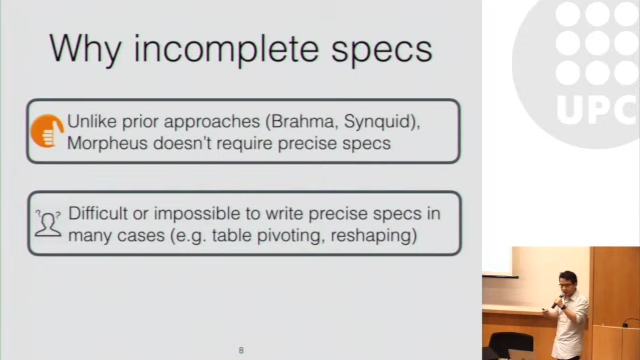 Why incomplete specs
Unlike prior approaches (Brahma, Synquid),
Morpheus doesn't require precise specs
Difficult or impossible to write precise specs in
many cases (e.g. table pivoting, reshaping)
8
UPC